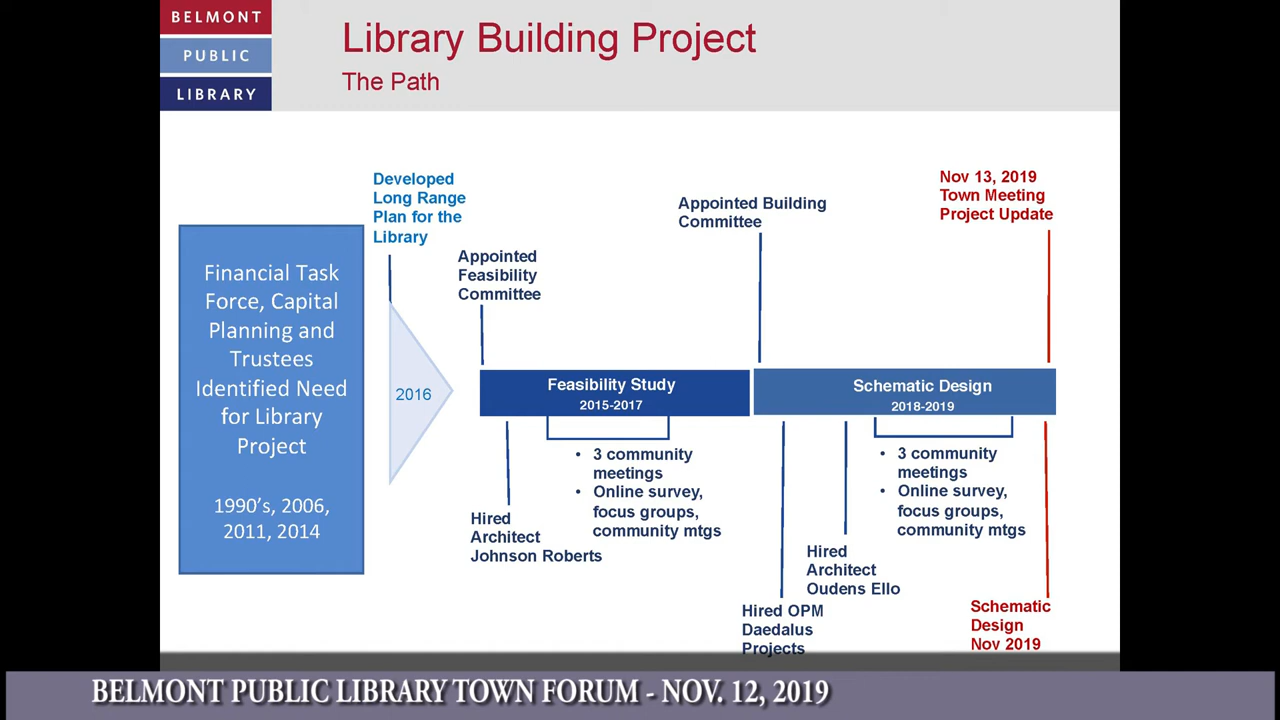 BELMONT
PUBLIC
LIBRARY
Library Building Project
The Path
Financial Task
Force, Capital
Planning and
Trustees
Identified Need
for Library
Project
1990's, 2006,
2011, 2014
Developed
Long Range
Plan for the
Library
2016
Appointed
Feasibility
Committee
Appointed Building
Committee
Nov 13, 2019
Town Meeting
Project Update
Feasibility Study
2015-2017
Schematic Design
2018-2019
• 3 community
meetings
• Online survey,
focus groups,
community mtgs
• 3 community
meetings
• Online survey,
focus groups,
community mtgs
Hired
Architect
Johnson Roberts
Hired
Architect
Oudens Ello
Hired OPM
Daedalus
Projects
Schematic
Design
Nov 2019
BELMONT PUBLIC LIBRARY TOWN FORUM - NOV. 12, 2019